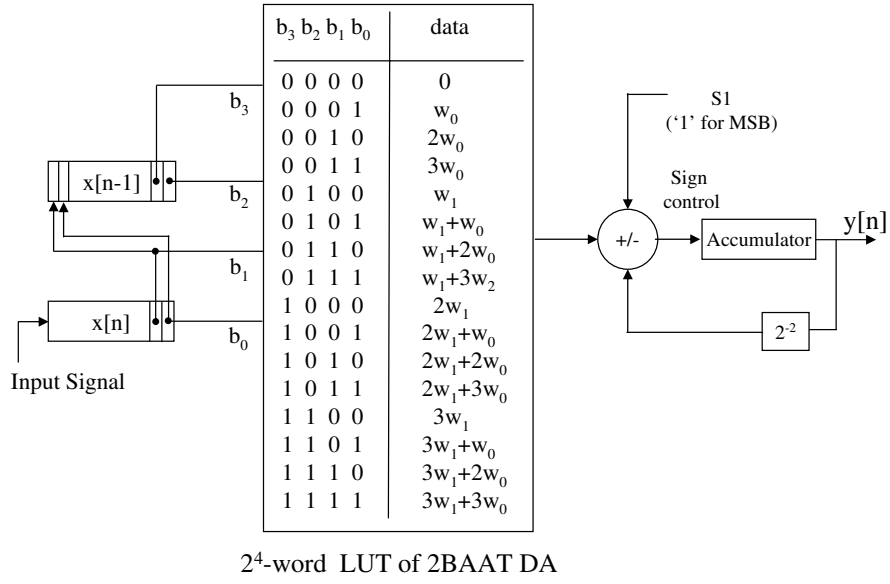 b₃ b₂ b₁ b₀ data
0 0 0 0 0
0 0 0 1 w₀
0 0 1 0 2w₀
0 0 1 1 3w₀
0 1 0 0 w₁
0 1 0 1 w₁+w₀
0 1 1 0 w₁+2w₀
0 1 1 1 w₁+3w₂
1 0 0 0 2w₁
1 0 0 1 2w₁+w₀
1 0 1 0 2w₁+2w₀
1 0 1 1 2w₁+3w₀
1 1 0 0 3w₁
1 1 0 1 3w₁+w₀
1 1 1 0 3w₁+2w₀
1 1 1 1 3w₁+3w₀
b₃
x[n-1]
b₂
b₁
x[n]
b₀
Input Signal
S1
(‘1’ for MSB)
Sign
control
+/-
Accumulator
y[n]
2⁻²
2⁴-word LUT of 2BAAT DA